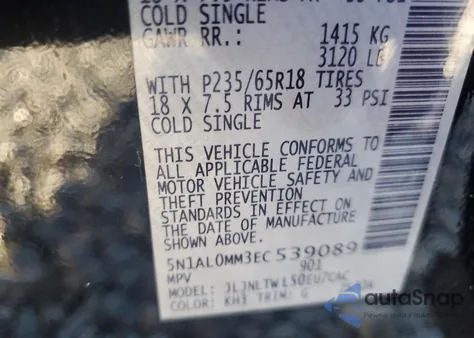 COLD SINGLE
GAWR RR.: 1415 KG
3120 LB
WITH P235/65R18 TIRES
18 X 7.5 RIMS AT 33 PSI
COLD SINGLE
THIS VEHICLE CONFORMS TO
ALL APPLICABLE FEDERAL
MOTOR VEHICLE SAFETY AND
THEFT PREVENTION
STANDARDS IN EFFECT ON
THE DATE OF MANUFACTURE
SHOWN ABOVE.
5N1AL0MM3EC539089
MPV 901
MODEL:
COLOR: KH3 TRIM: G
autaSnap